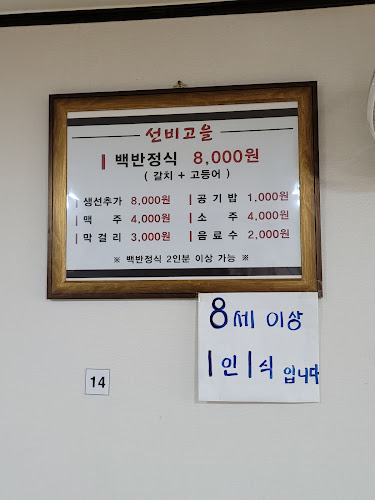 선비고을
백반정식 8,000원
( 갈치 + 고등어 )
생선추가 8,000원 공기밥 1,000원
맥주 4,000원 소주 4,000원
막걸리 3,000원 음료수 2,000원
※ 백반정식 2인분 이상 가능 ※
8세 이상
1인 1식 입니다
14